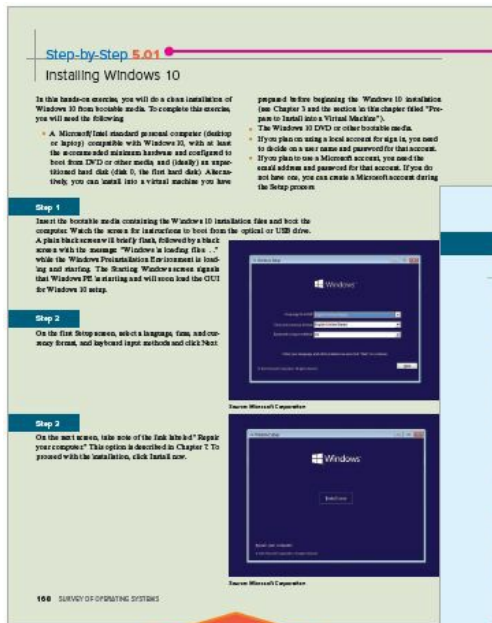 Step-by-Step 5.01
Installing Windows 10
In this hands-on exercise, you will do a clean installation of
Windows 10 from bootable media. To complete this exercise,
you will need the following:
• A Microsoft/Intel standard personal computer (desktop
or laptop) compatible with Windows 10, with at least
the recommended minimum hardware and configured to
boot from DVD or other media, and (ideally) an unpar-
titioned hard disk (disk 0, the first hard disk). Alterna-
tively, you can install into a virtual machine you have
prepared before beginning the Windows 10 installation
(see Chapter 3 and the section in this chapter titled "Pre-
pare to Install into a Virtual Machine").
• The Windows 10 DVD or other bootable media.
• If you plan on using a local account for sign in, you need
to decide on a user name and password for that account.
• If you plan to use a Microsoft account, you need the
email address and password for that account. If you do
not have one, you can create a Microsoft account during
the Setup process
Step 1
Insert the bootable media containing the Windows 10 installation files and boot the
computer. Watch the screen for instructions to boot from the optical or USB drive.
A plain black screen will briefly flash, followed by a black
screen with the message "Windows is loading files . . ."
while the Windows Preinstallation Environment is load-
ing and starting. The Starting Windows screen signals
that Windows PE is starting and will soon load the GUI
for Windows 10 setup.
Windows
Source: Microsoft Corporation
Step 2
On the first Setup screen, select a language, time, and cur-
rency format, and keyboard input methods and click Next.
Step 3
On the next screen, take note of the link labeled "Repair
your computer." This option is described in Chapter 7. To
proceed with the installation, click Install now.
Windows
Install now
Source: Microsoft Corporation
168 SURVEY OF OPERATING SYSTEMS